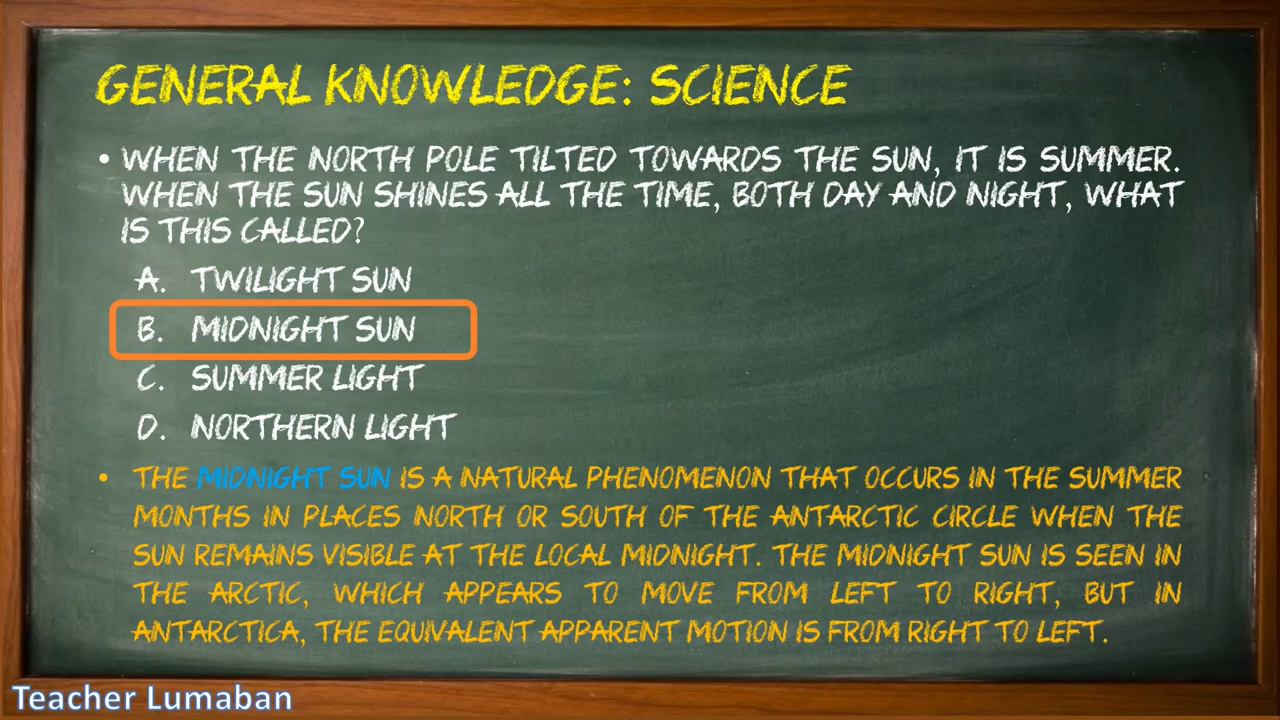 GENERAL KNOWLEDGE: SCIENCE
• WHEN THE NORTH POLE TILTED TOWARDS THE SUN, IT IS SUMMER.
WHEN THE SUN SHINES ALL THE TIME, BOTH DAY AND NIGHT, WHAT
IS THIS CALLED?
A. TWILIGHT SUN
B. MIDNIGHT SUN
C. SUMMER LIGHT
D. NORTHERN LIGHT
• THE MIDNIGHT SUN IS A NATURAL PHENOMENON THAT OCCURS IN THE SUMMER
MONTHS IN PLACES NORTH OR SOUTH OF THE ANTARCTIC CIRCLE WHEN THE
SUN REMAINS VISIBLE AT THE LOCAL MIDNIGHT. THE MIDNIGHT SUN IS SEEN IN
THE ARCTIC, WHICH APPEARS TO MOVE FROM LEFT TO RIGHT, BUT IN
ANTARCTICA, THE EQUIVALENT APPARENT MOTION IS FROM RIGHT TO LEFT.
Teacher Lumaban